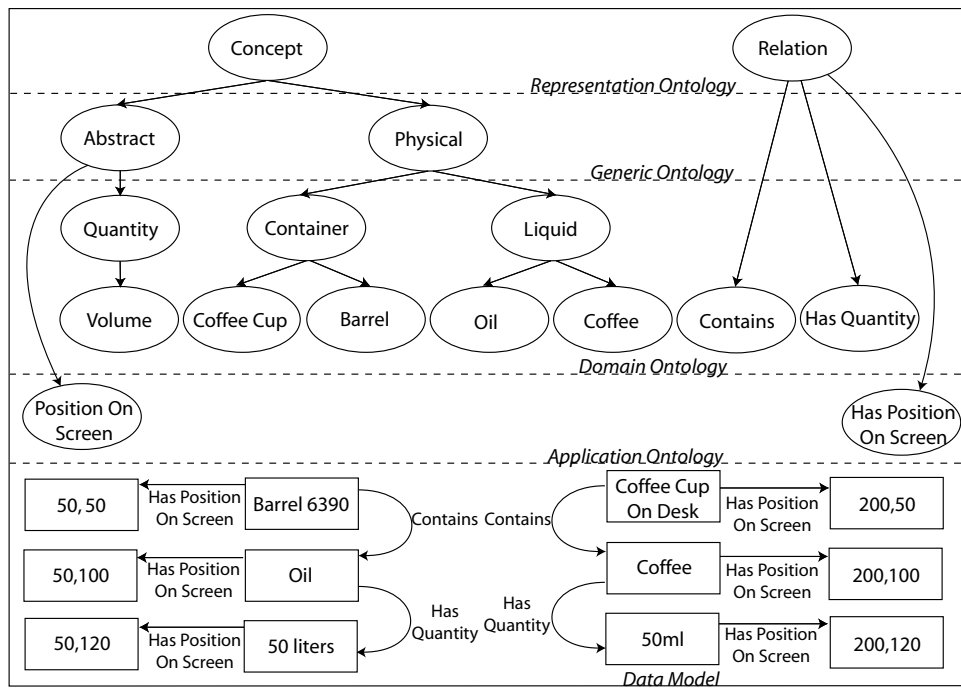 Concept
Relation
Representation Ontology
Abstract
Physical
Generic Ontology
Quantity
Container
Liquid
Volume
Coffee Cup
Barrel
Oil
Coffee
Contains
Has Quantity
Domain Ontology
Position On
Screen
Has Position
On Screen
Application Ontology
50, 50
Has Position
On Screen
Barrel 6390
Contains
Contains
Coffee Cup
On Desk
Has Position
On Screen
200,50
50,100
Has Position
On Screen
Oil
Coffee
Has Position
On Screen
200,100
Has
Quantity
Has
Quantity
50,120
Has Position
On Screen
50 liters
50ml
Has Position
On Screen
200,120
Data Model